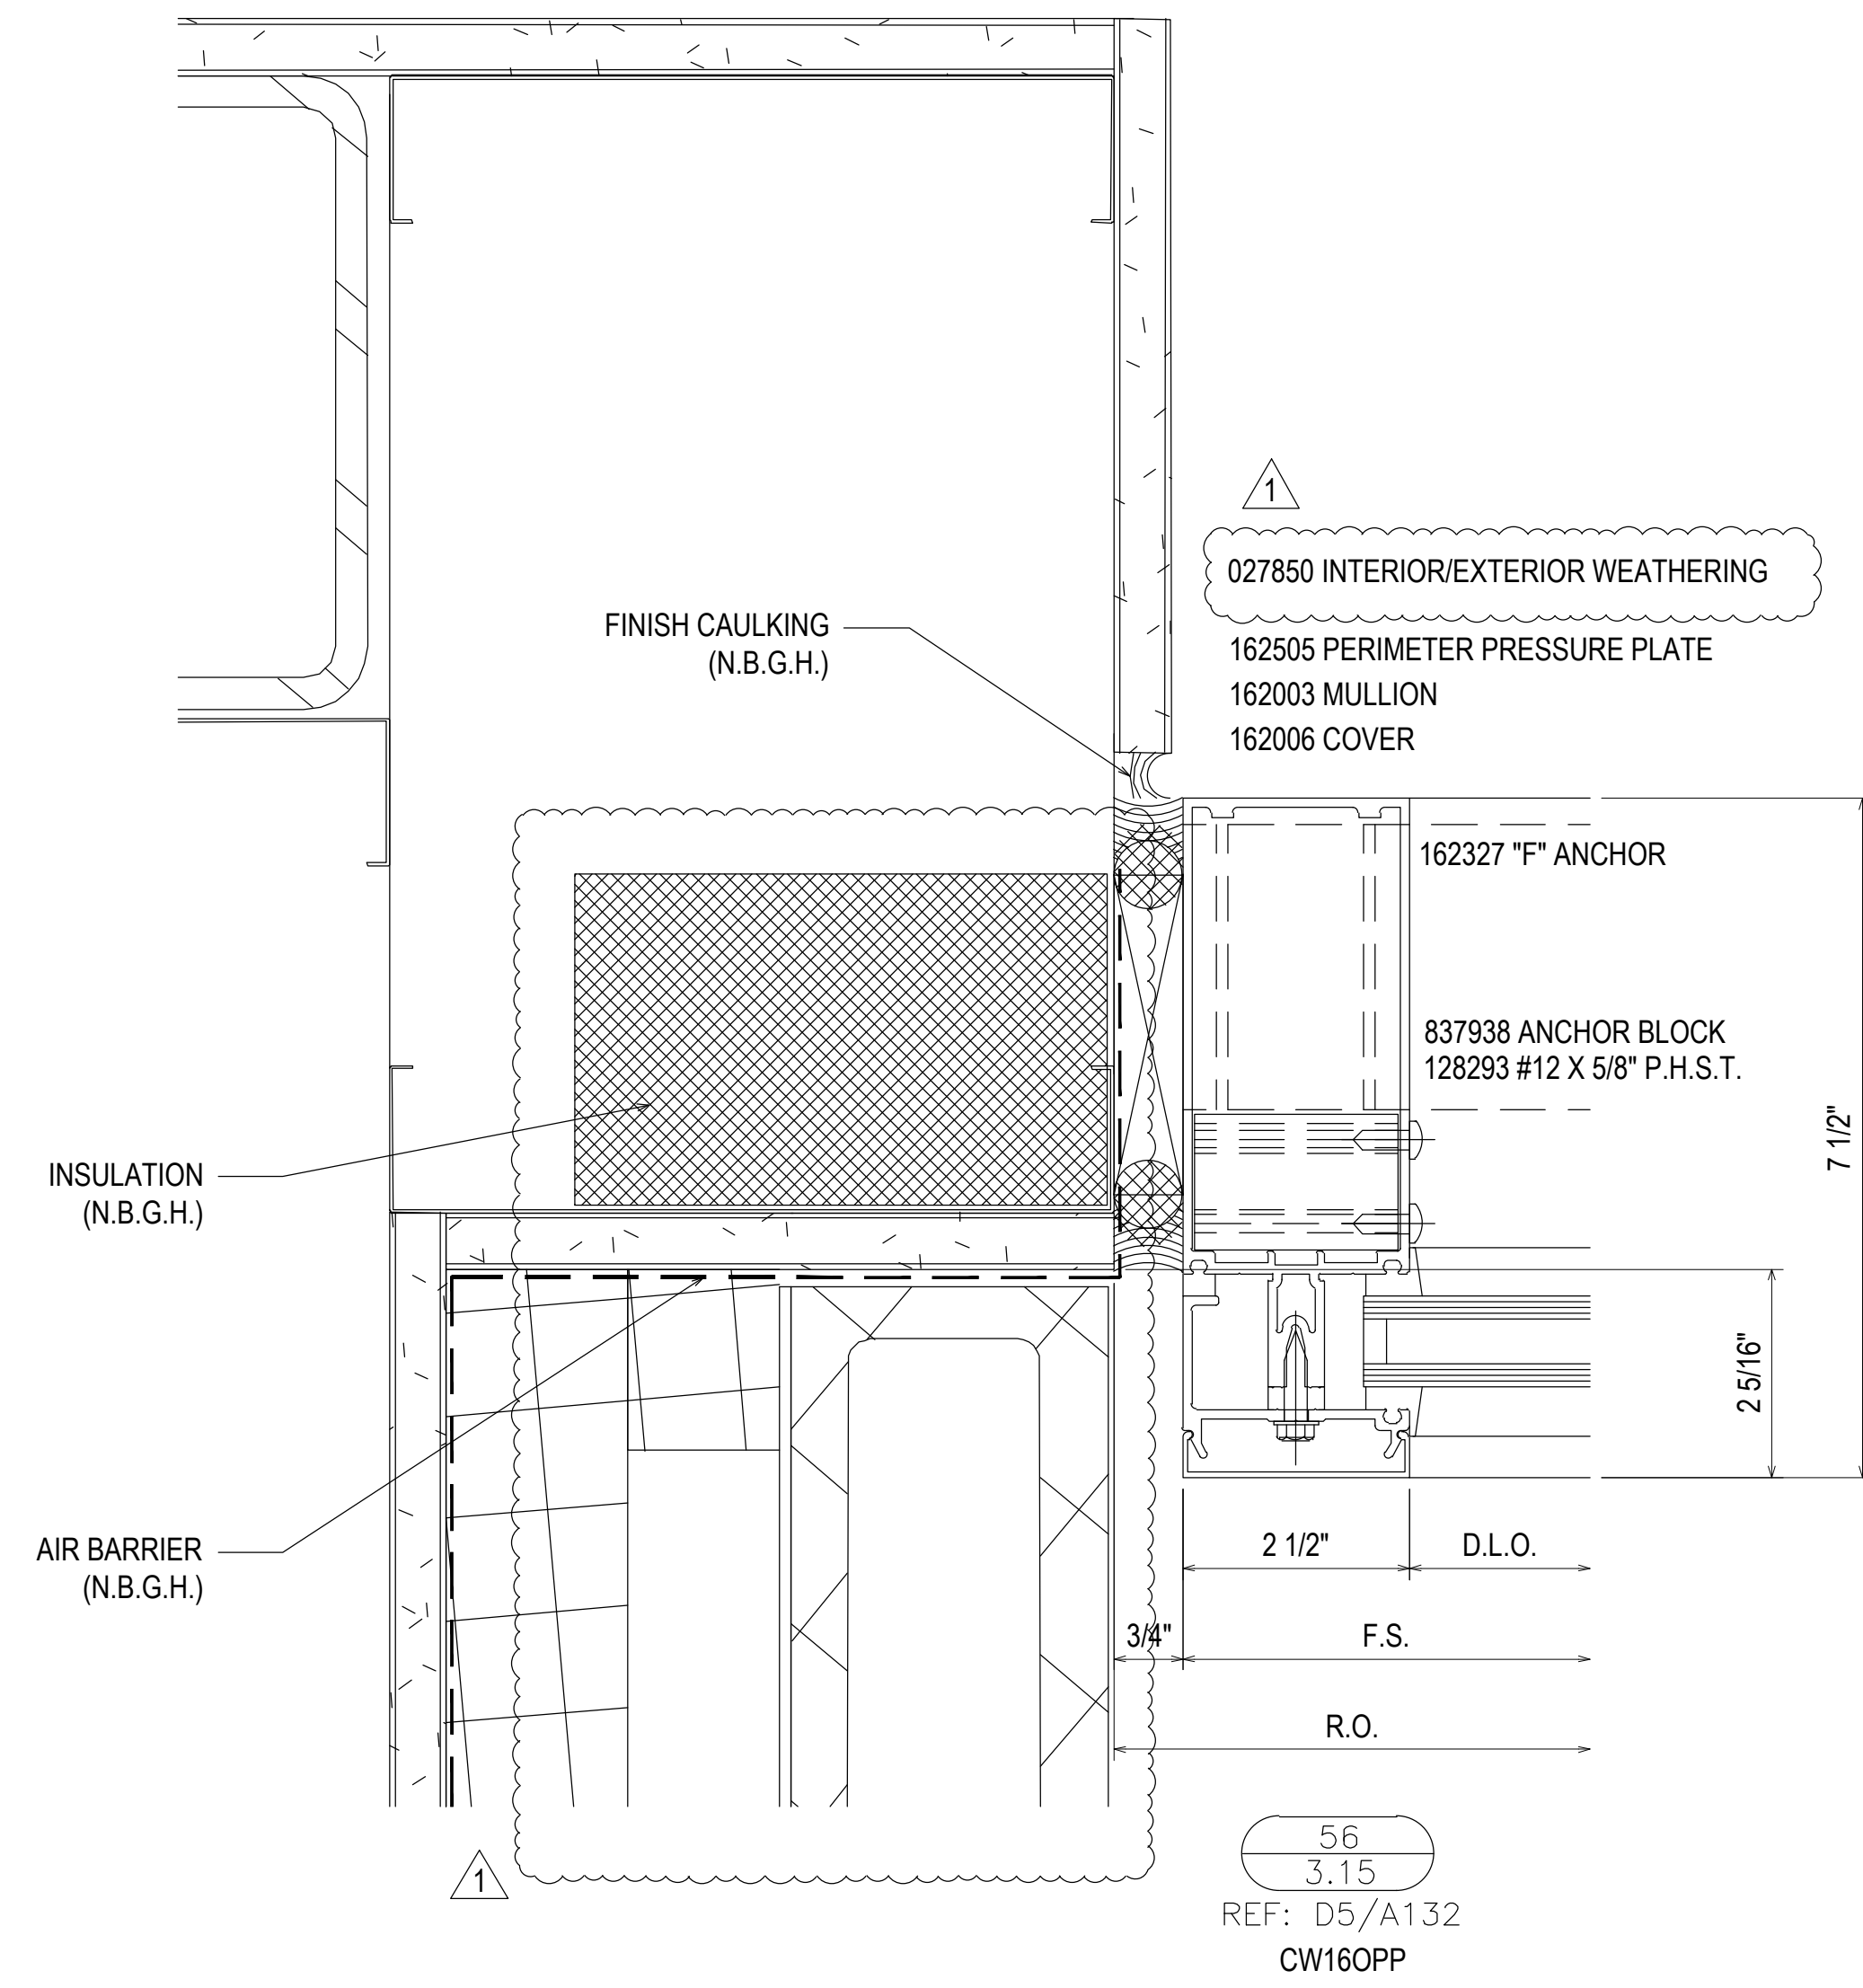 1
027850 INTERIOR/EXTERIOR WEATHERING
162505 PERIMETER PRESSURE PLATE
162003 MULLION
162006 COVER
FINISH CAULKING
(N.B.G.H.)
162327 "F" ANCHOR
837938 ANCHOR BLOCK
128293 #12 X 5/8" P.H.S.T.
7 1/2"
INSULATION
(N.B.G.H.)
2 5/16"
AIR BARRIER
(N.B.G.H.)
2 1/2"
D.L.O.
3/4"
F.S.
R.O.
1
56
3.15
REF: D5/A132
CW16OPP